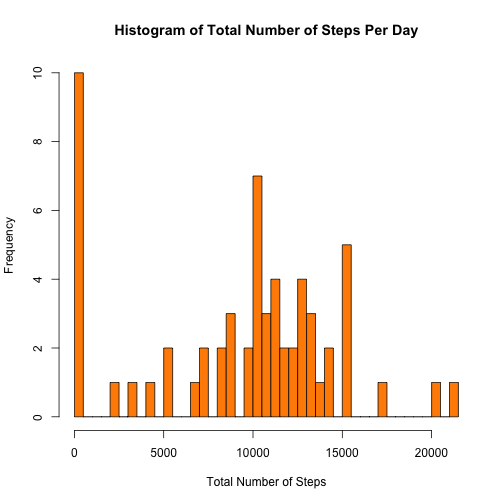 Histogram of Total Number of Steps Per Day
Frequency
10
8
6
4
2
0
0 5000 10000 15000 20000
Total Number of Steps